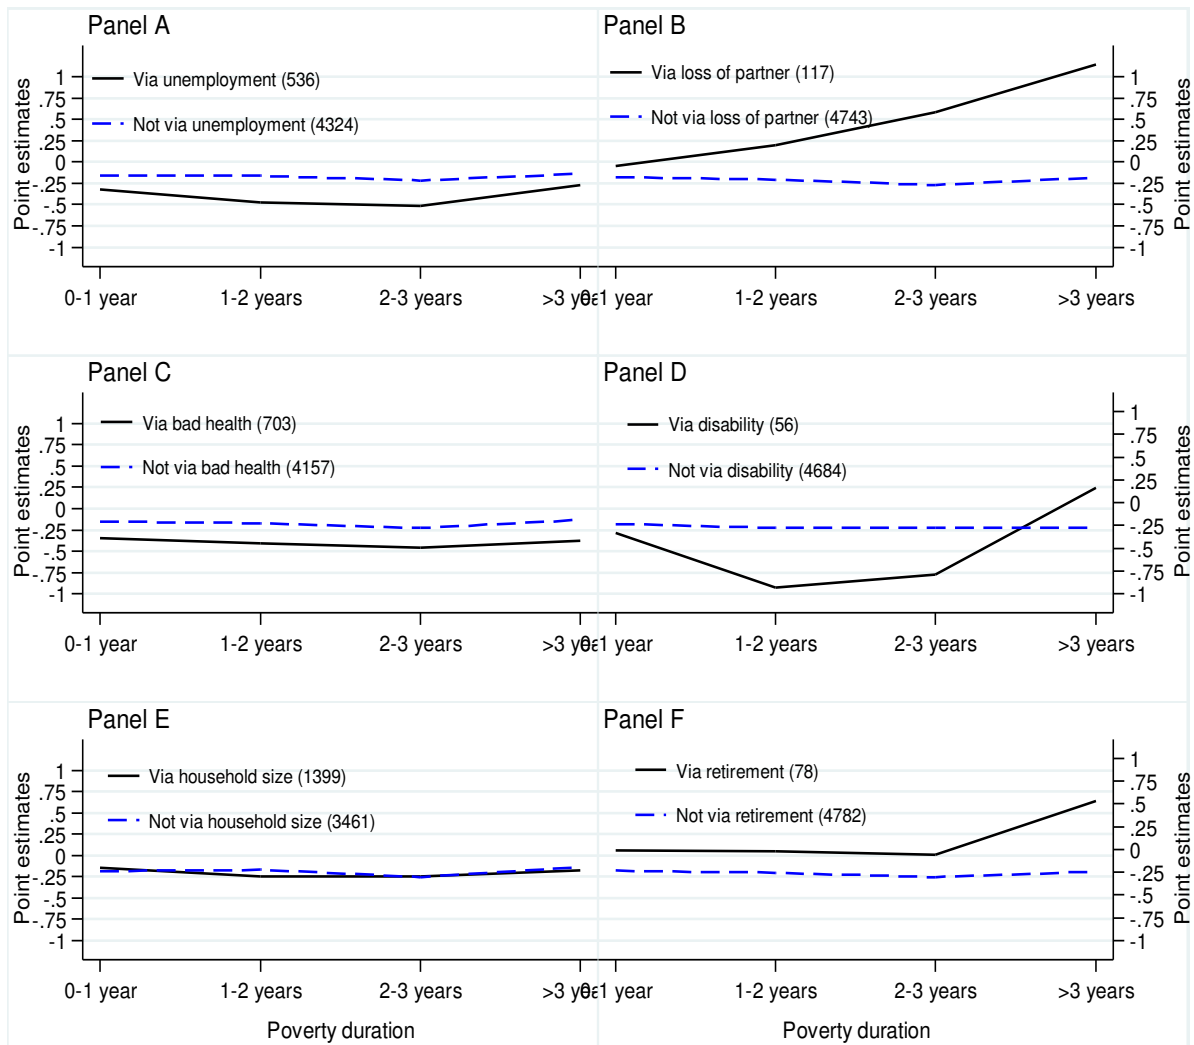 Panel A
Point estimates
1
.75
.5
.25
0
-.25
-.5
-.75
-1
Via unemployment (536)
Not via unemployment (4324)
0-1 year
1-2 years
2-3 years
>3 yea
Panel B
Via loss of partner (117)
Not via loss of partner (4743)
1
.75
.5
.25
0
-.25
-.5
-.75
-1
Point estimates
0-1 year
1-2 years
2-3 years
>3 years
Panel C
Point estimates
1
.75
.5
.25
0
-.25
-.5
-.75
-1
Via bad health (703)
Not via bad health (4157)
0-1 year
1-2 years
2-3 years
>3 yea
Panel D
Via disability (56)
Not via disability (4684)
1
.75
.5
.25
0
-.25
-.5
-.75
-1
Point estimates
0-1 year
1-2 years
2-3 years
>3 years
Panel E
Point estimates
1
.75
.5
.25
0
-.25
-.5
-.75
-1
Via household size (1399)
Not via household size (3461)
0-1 year
1-2 years
2-3 years
>3 yea
Poverty duration
Panel F
Via retirement (78)
Not via retirement (4782)
1
.75
.5
.25
0
-.25
-.5
-.75
-1
Point estimates
0-1 year
1-2 years
2-3 years
>3 years
Poverty duration